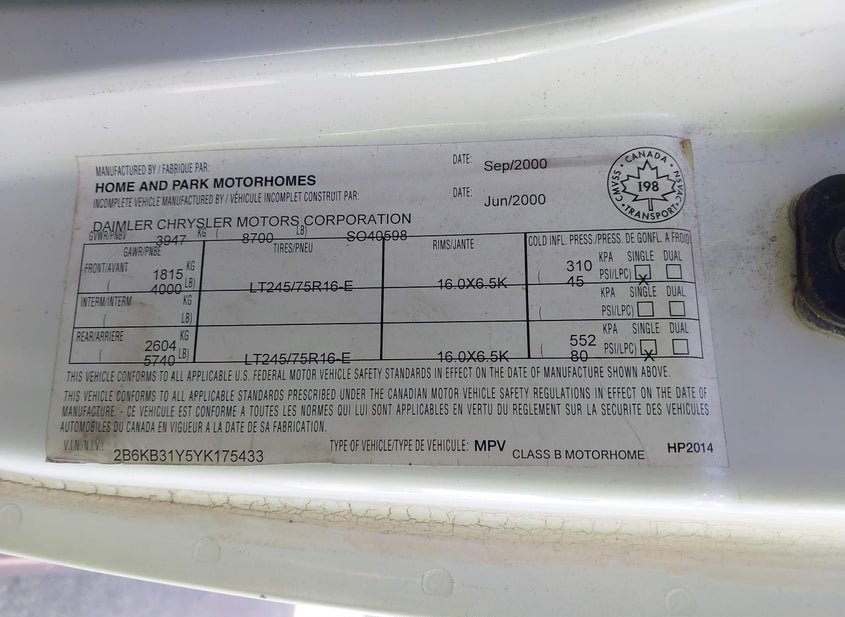 MANUFACTURED BY / FABRIQUE PAR: DATE: Sep/2000
HOME AND PARK MOTORHOMES
INCOMPLETE VEHICLE MANUFACTURED BY / VÉHICULE INCOMPLET CONSTRUIT PAR: DATE: Jun/2000
DAIMLER CHRYSLER MOTORS CORPORATION
CANADA
CMVSS NSVAC
198
TRANSPORT
GVWR/PNBV 3947 KG ( 8700 LB) SO40598
GAWR/PNBE TIRES/PNEU RIMS/JANTE COLD INFL. PRESS./PRESS. DE GONFL. A FROID
FRONT/AVANT 1815 KG 310 KPA SINGLE DUAL
( 4000 LB) LT245/75R16-E 16.0X6.5K ( 45 PSI/LPC) X
INTERM/INTERM KG KPA SINGLE DUAL
( LB) ( PSI/LPC)
REAR/ARRIERE 2604 KG 552 KPA SINGLE DUAL
( 5740 LB) LT245/75R16-E 16.0X6.5K ( 80 PSI/LPC) X
THIS VEHICLE CONFORMS TO ALL APPLICABLE U.S. FEDERAL MOTOR VEHICLE SAFETY STANDARDS IN EFFECT ON THE DATE OF MANUFACTURE SHOWN ABOVE.
THIS VEHICLE CONFORMS TO ALL APPLICABLE STANDARDS PRESCRIBED UNDER THE CANADIAN MOTOR VEHICLE SAFETY REGULATIONS IN EFFECT ON THE DATE OF
MANUFACTURE - CE VEHICULE EST CONFORME A TOUTES LES NORMES QUI LUI SONT APPLICABLES EN VERTU DU REGLEMENT SUR LA SECURITE DES VEHICULES
AUTOMOBILES DU CANADA EN VIGUEUR A LA DATE DE SA FABRICATION.
V.I.N./N.I.V.: 2B6KB31Y5YK175433 TYPE OF VEHICLE/TYPE DE VEHICULE: MPV CLASS B MOTORHOME HP2014